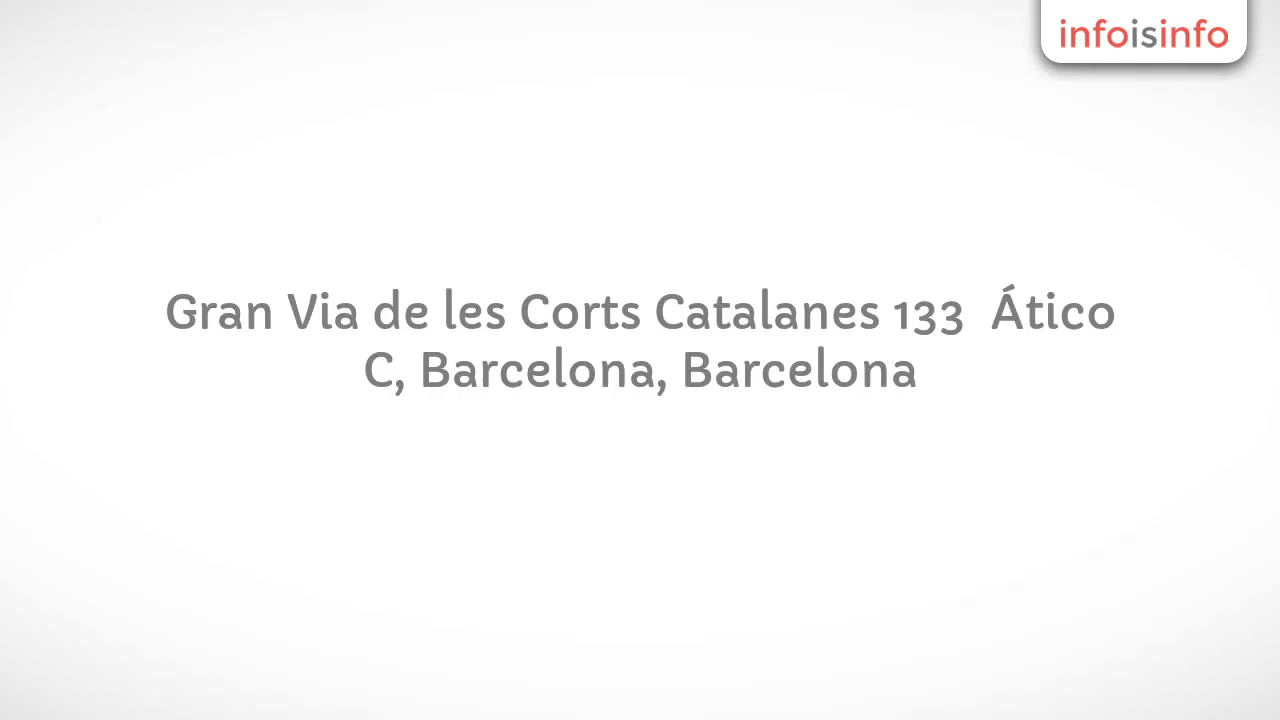 infoisinfo
Gran Via de les Corts Catalanes 133  Ático
C, Barcelona, Barcelona